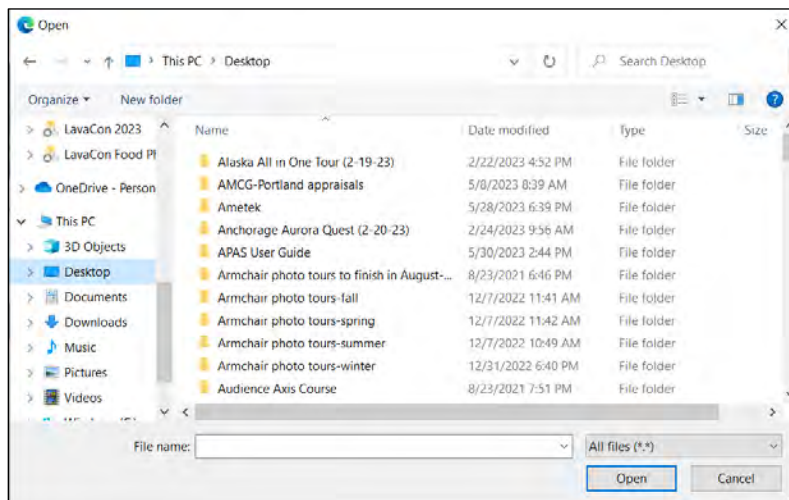 Open
This PC > Desktop
Search Desktop
Organize
New folder
LavaCon 2023
LavaCon Food Ph
OneDrive - Person
This PC
3D Objects
Desktop
Documents
Downloads
Music
Pictures
Videos
Name Date modified Type Size
Alaska All in One Tour (2-19-23) 2/22/2023 4:52 PM File folder
AMCG-Portland appraisals 5/8/2023 8:39 AM File folder
Ametek 5/28/2023 6:39 PM File folder
Anchorage Aurora Quest (2-20-23) 2/24/2023 9:56 AM File folder
APAS User Guide 5/30/2023 2:44 PM File folder
Armchair photo tours to finish in August-... 8/23/2021 6:46 PM File folder
Armchair photo tours-fall 12/7/2022 11:41 AM File folder
Armchair photo tours-spring 12/7/2022 11:42 AM File folder
Armchair photo tours-summer 12/7/2022 10:49 AM File folder
Armchair photo tours-winter 12/31/2022 6:40 PM File folder
Audience Axis Course 8/23/2021 7:51 PM File folder
File name:
All files (*.*)
Open
Cancel